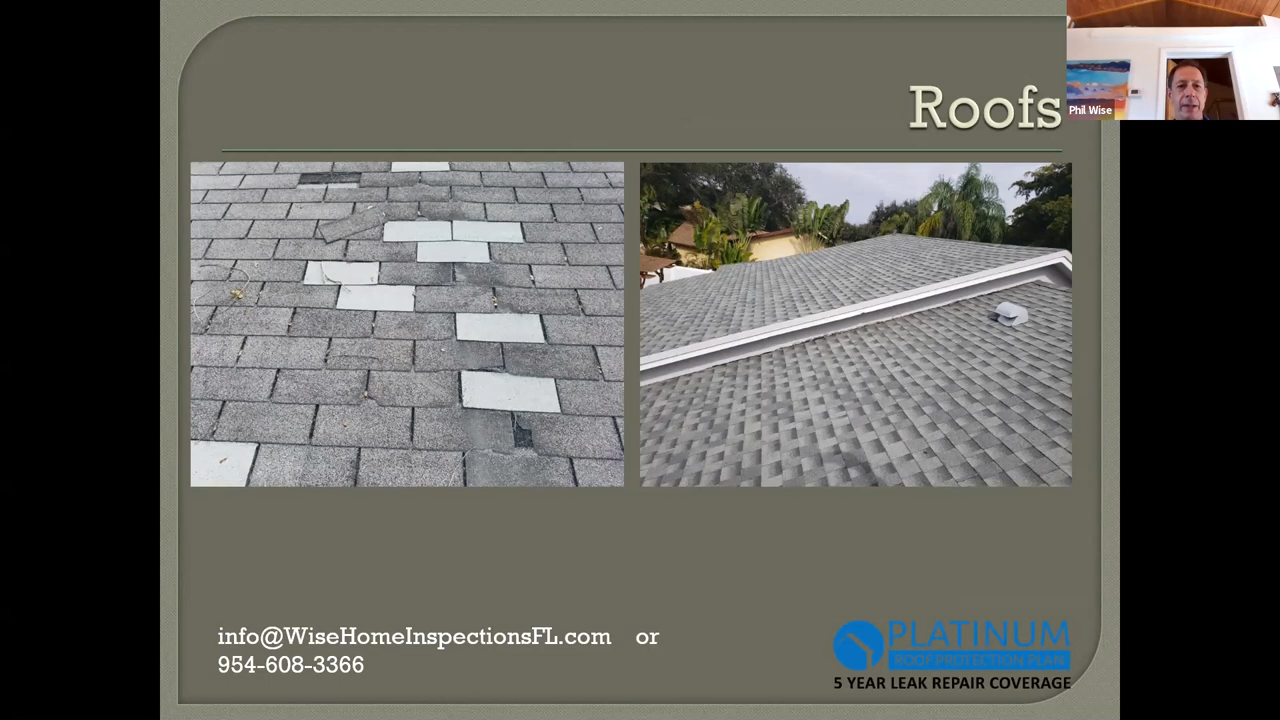 Roofs
Phil Wise
info@WiseHomeInspectionsFL.com or
954-608-3366
PLATINUM
ROOF PROTECTION PLAN
5 YEAR LEAK REPAIR COVERAGE